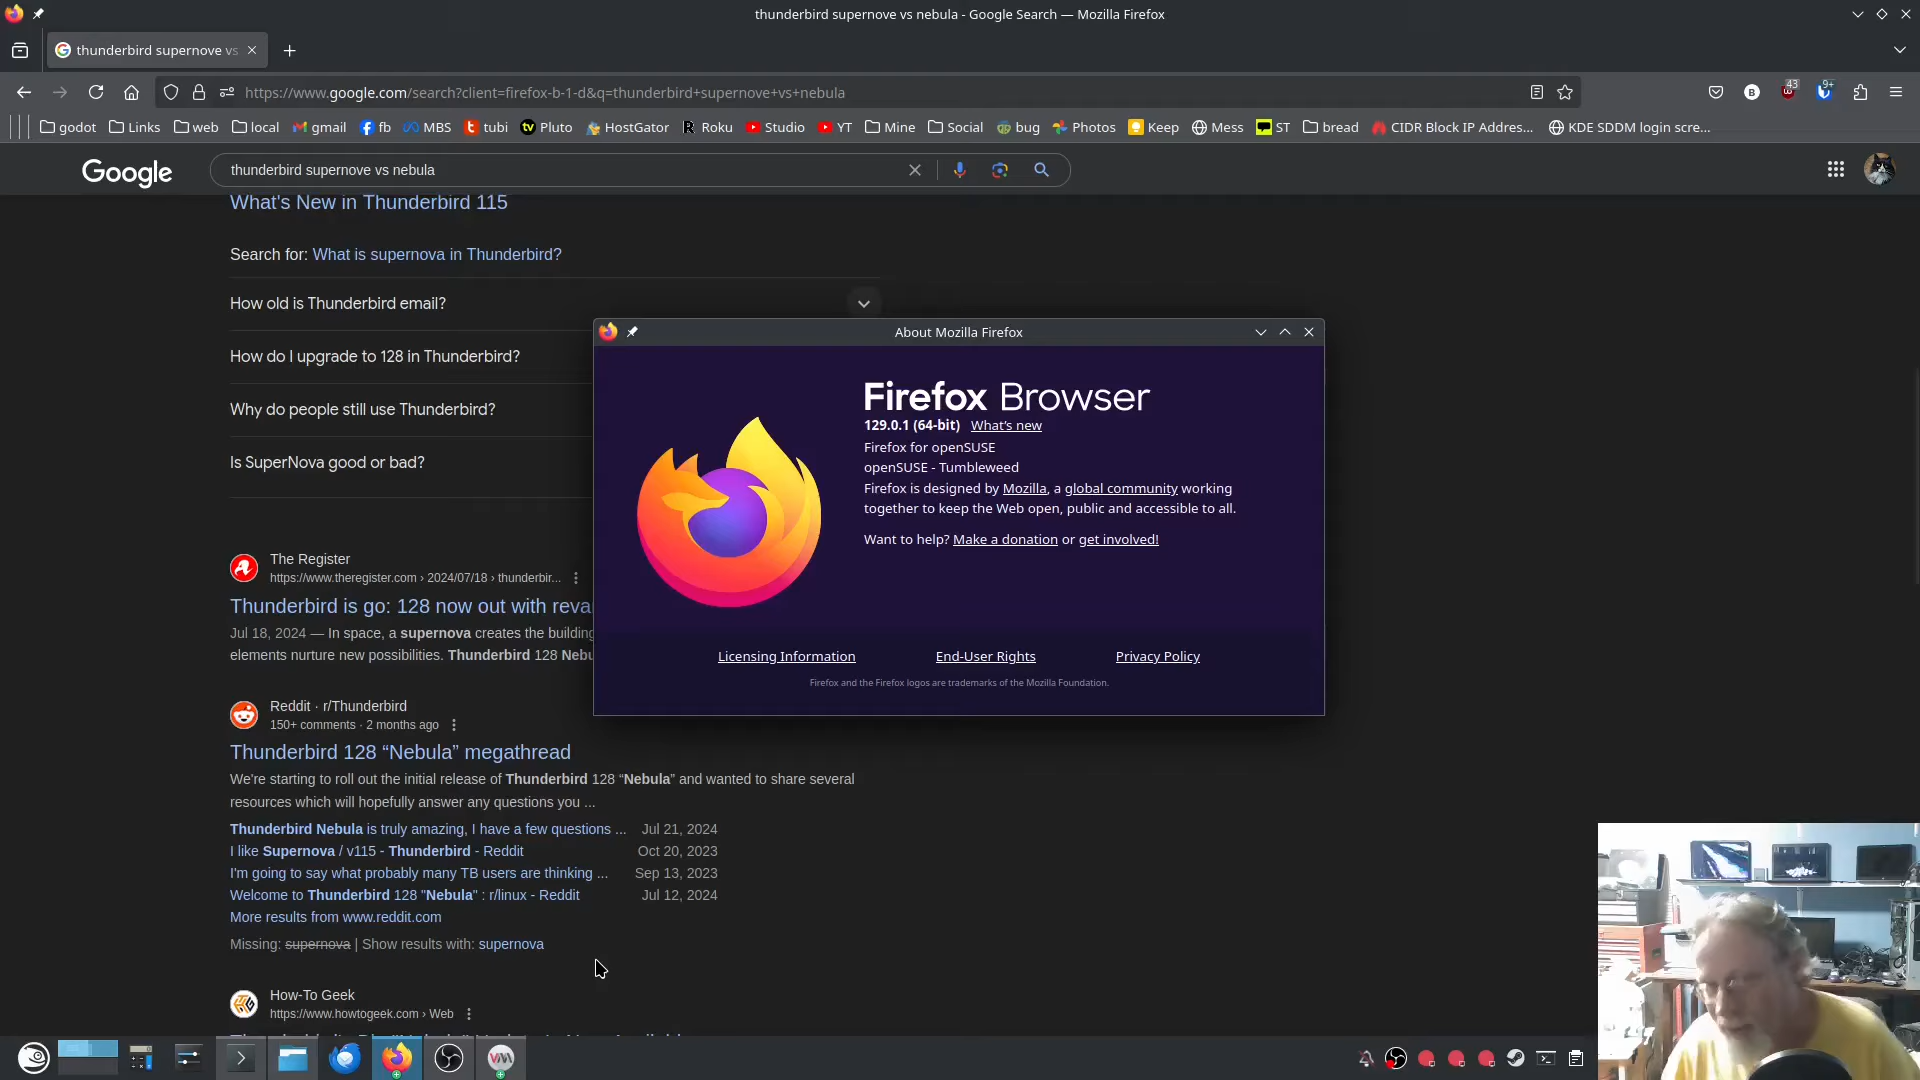 thunderbird supernove vs nebula - Google Search — Mozilla Firefox
thunderbird supernove vs
https://www.google.com/search?client=firefox-b-1-d&q=thunderbird+supernove+vs+nebula
43
9+
B
godot
Links
web
local
gmail
fb
MBS
tubi
Pluto
HostGator
Roku
Studio
YT
Mine
Social
bug
Photos
Keep
Mess
ST
bread
CIDR Block IP Addres...
KDE SDDM login scre...
Google
thunderbird supernove vs nebula
What's New in Thunderbird 115
Search for: What is supernova in Thunderbird?
How old is Thunderbird email?
How do I upgrade to 128 in Thunderbird?
Why do people still use Thunderbird?
Is SuperNova good or bad?
The Register
https://www.theregister.com › 2024/07/18 › thunderbir...
Thunderbird is go: 128 now out with reva
Jul 18, 2024 — In space, a supernova creates the building
elements nurture new possibilities. Thunderbird 128 Nebu
Reddit · r/Thunderbird
150+ comments · 2 months ago
Thunderbird 128 “Nebula” megathread
We're starting to roll out the initial release of Thunderbird 128 “Nebula” and wanted to share several
resources which will hopefully answer any questions you ...
Thunderbird Nebula is truly amazing, I have a few questions ... Jul 21, 2024
I like Supernova / v115 - Thunderbird - Reddit Oct 20, 2023
I'm going to say what probably many TB users are thinking ... Sep 13, 2023
Welcome to Thunderbird 128 "Nebula" : r/linux - Reddit Jul 12, 2024
More results from www.reddit.com
Missing: supernova | Show results with: supernova
How-To Geek
https://www.howtogeek.com › Web
About Mozilla Firefox
Firefox Browser
129.0.1 (64-bit) What's new
Firefox for openSUSE
openSUSE - Tumbleweed
Firefox is designed by Mozilla, a global community working
together to keep the Web open, public and accessible to all.
Want to help? Make a donation or get involved!
Licensing Information
End-User Rights
Privacy Policy
Firefox and the Firefox logos are trademarks of the Mozilla Foundation.